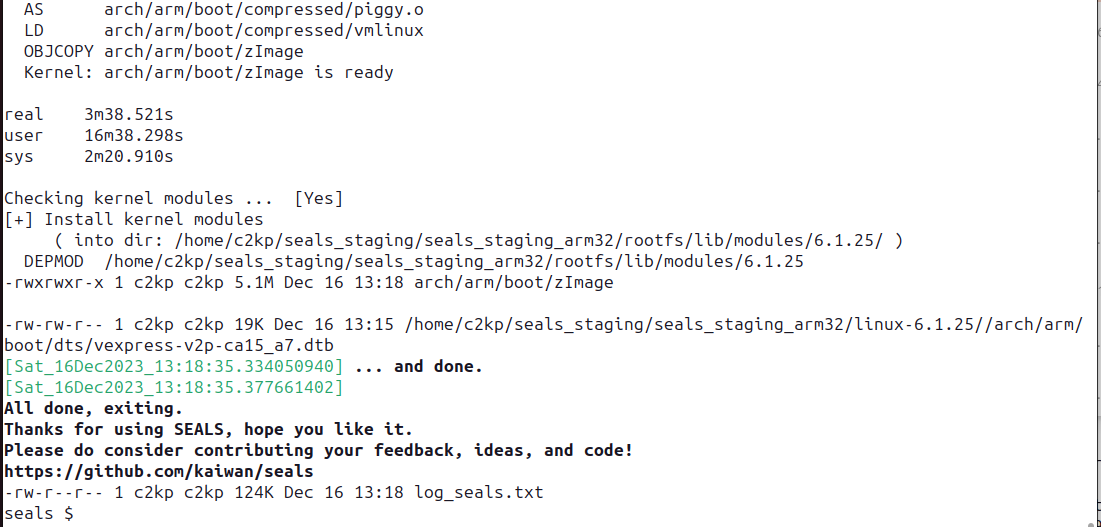 AS      arch/arm/boot/compressed/piggy.o
  LD      arch/arm/boot/compressed/vmlinux
  OBJCOPY arch/arm/boot/zImage
  Kernel: arch/arm/boot/zImage is ready

real    3m38.521s
user    16m38.298s
sys     2m20.910s

Checking kernel modules ...  [Yes]
[+] Install kernel modules
     ( into dir: /home/c2kp/seals_staging/seals_staging_arm32/rootfs/lib/modules/6.1.25/ )
  DEPMOD  /home/c2kp/seals_staging/seals_staging_arm32/rootfs/lib/modules/6.1.25
-rwxrwxr-x 1 c2kp c2kp 5.1M Dec 16 13:18 arch/arm/boot/zImage

-rw-rw-r-- 1 c2kp c2kp 19K Dec 16 13:15 /home/c2kp/seals_staging/seals_staging_arm32/linux-6.1.25//arch/arm/
boot/dts/vexpress-v2p-ca15_a7.dtb
[Sat_16Dec2023_13:18:35.334050940] ... and done.
[Sat_16Dec2023_13:18:35.377661402]
All done, exiting.
Thanks for using SEALS, hope you like it.
Please do consider contributing your feedback, ideas, and code!
https://github.com/kaiwan/seals
-rw-r--r-- 1 c2kp c2kp 124K Dec 16 13:18 log_seals.txt
seals $